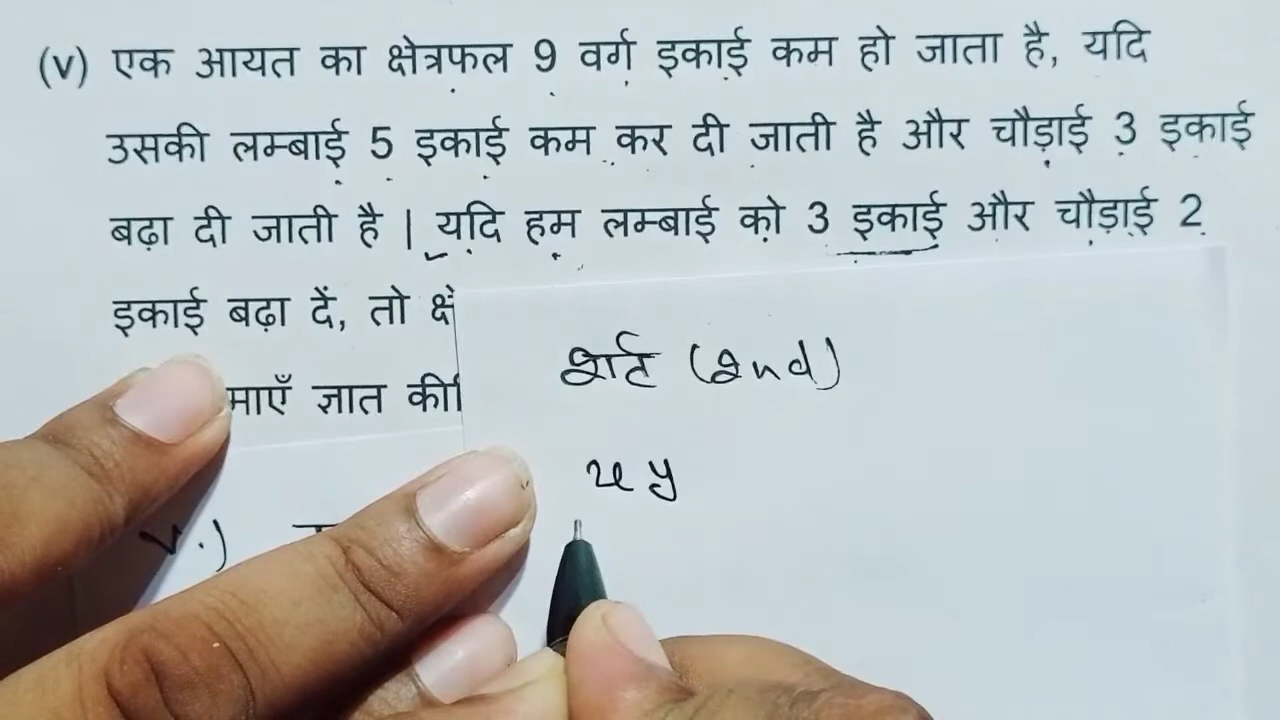 (v) एक आयत का क्षेत्रफल 9 वर्ग इकाई कम हो जाता है, यदि
उसकी लम्बाई 5 इकाई कम कर दी जाती है और चौड़ाई 3 इकाई
बढ़ा दी जाती है | यदि हम लम्बाई को 3 इकाई और चौड़ाई 2
इकाई बढ़ा दें, तो
शर्त (2nd)
माएँ ज्ञात
x y
v.)